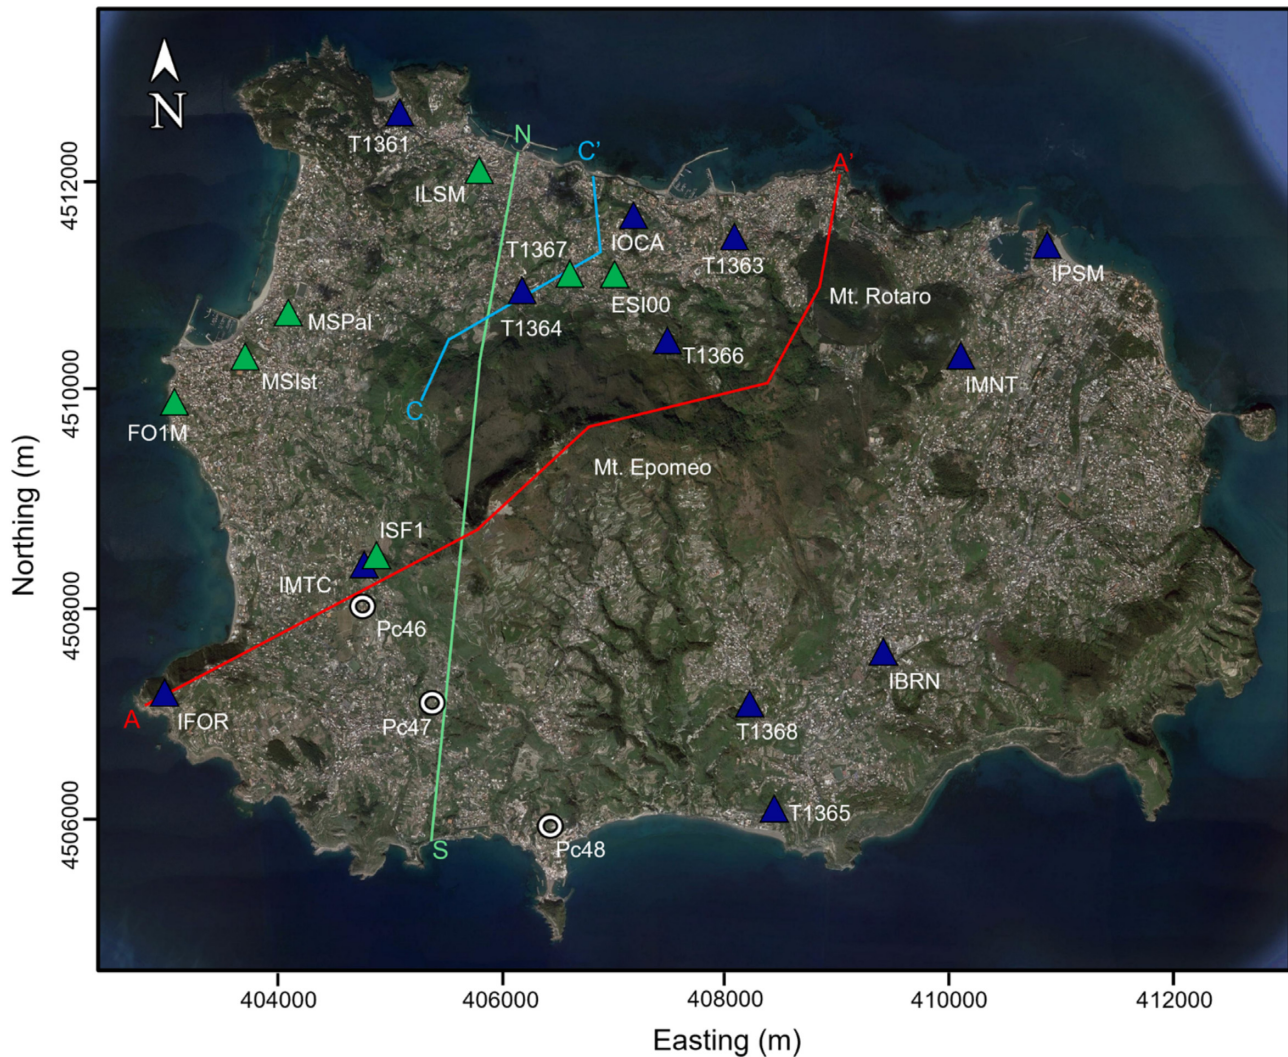 N
T1361
N
C'
A'
ILSM
T1367
IOCA
T1363
IPSM
ESI00
Mt. Rotaro
MSPal
T1364
T1366
MSIst
IMNT
C
FO1M
Mt. Epomeo
ISF1
IMTC
Pc46
IBRN
A
IFOR
Pc47
T1368
T1365
S
Pc48
4512000
4510000
4508000
4506000
Northing (m)
404000
406000
408000
410000
412000
Easting (m)